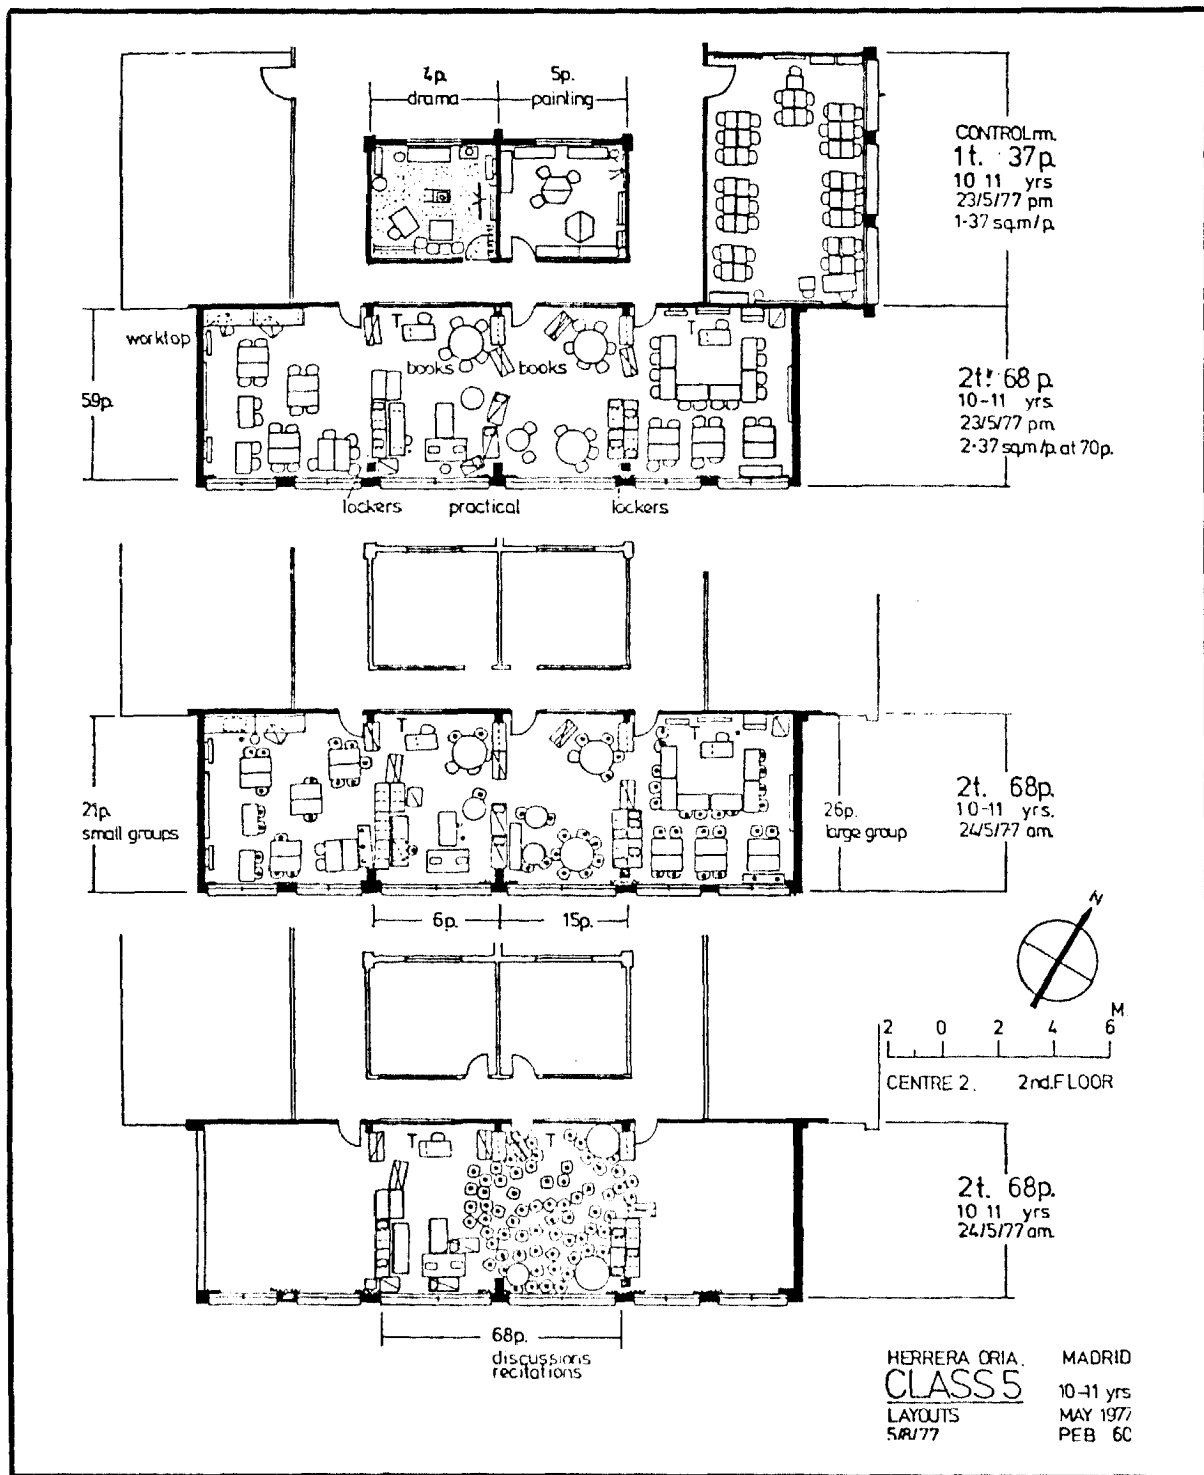 4p.
drama
5p.
painting
CONTROL rm.
1t. 37p.
10 11 yrs
23/5/77 pm
1·37 sq.m/p.
worktop
T
books
books
T
59p.
2t. 68 p.
10-11 yrs.
23/5/77 pm
2·37 sq.m/p. at 70p.
lockers
practical
lockers
T
T
21p.
small groups
26p.
large group
2t. 68p.
10-11 yrs.
24/5/77 am.
6p.
15p.
N
M
2 0 2 4 6
CENTRE 2. 2nd.FLOOR
T
T
2t. 68p.
10 11 yrs
24/5/77 am.
68p.
discussions
recitations
HERRERA ORIA. MADRID
CLASS 5
10-11 yrs
LAYOUTS
MAY 1977
5/8/77
PEB 60